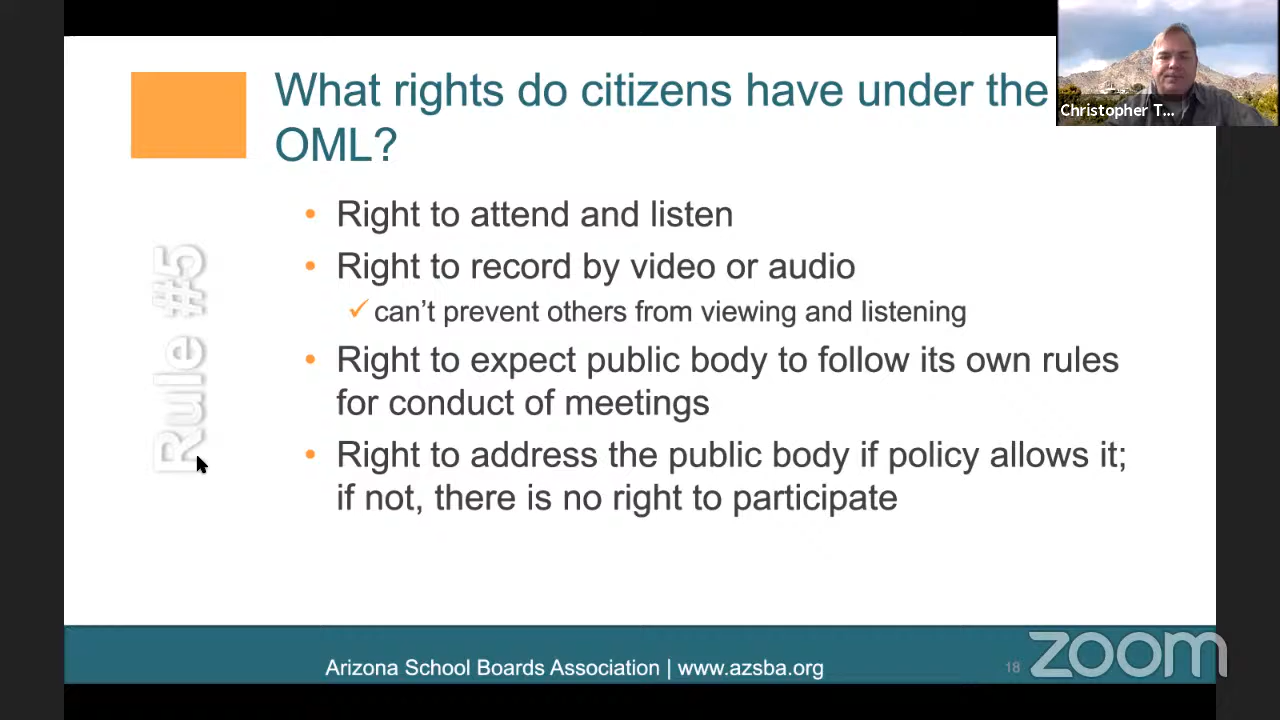 What rights do citizens have under the
OML?
Christopher T...
Rule #5
• Right to attend and listen
• Right to record by video or audio
✓ can’t prevent others from viewing and listening
• Right to expect public body to follow its own rules
for conduct of meetings
• Right to address the public body if policy allows it;
if not, there is no right to participate
Arizona School Boards Association | www.azsba.org
18
zoom